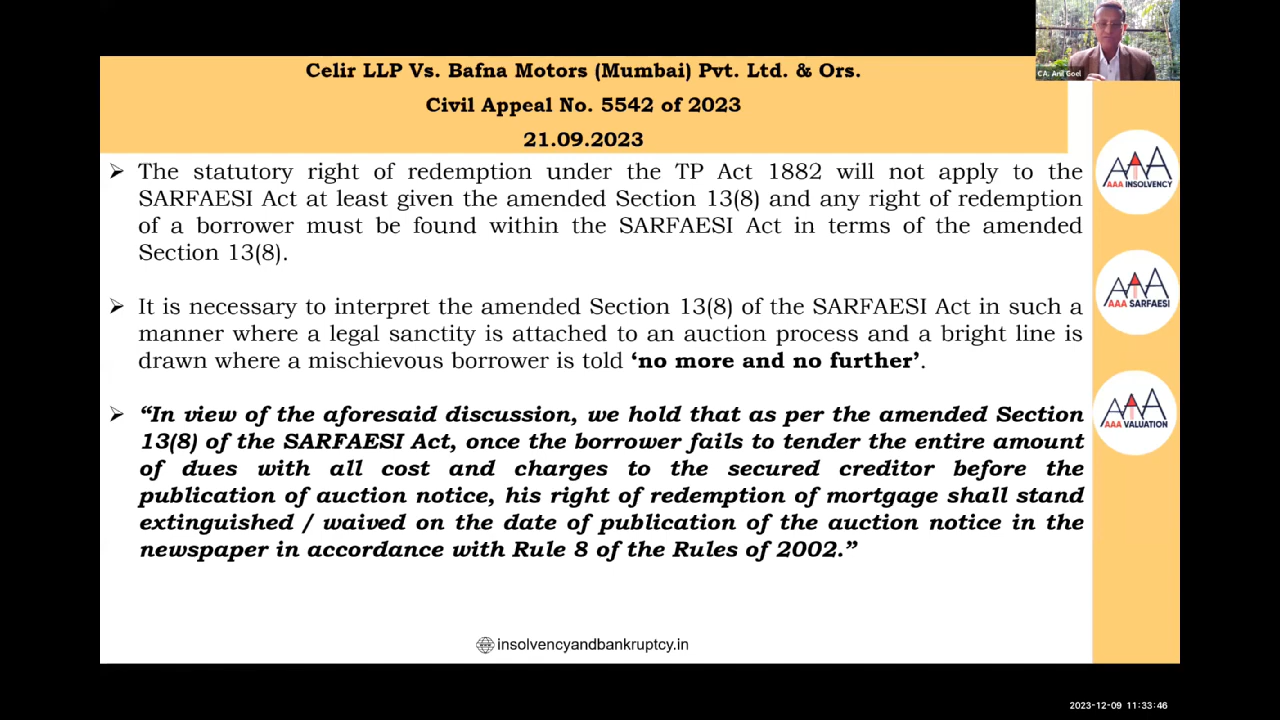 Celir LLP Vs. Bafna Motors (Mumbai) Pvt. Ltd. & Ors.
Civil Appeal No. 5542 of 2023
21.09.2023
CA. Anil Goel
➢ The statutory right of redemption under the TP Act 1882 will not apply to the
SARFAESI Act at least given the amended Section 13(8) and any right of redemption
of a borrower must be found within the SARFAESI Act in terms of the amended
Section 13(8).
➢ It is necessary to interpret the amended Section 13(8) of the SARFAESI Act in such a
manner where a legal sanctity is attached to an auction process and a bright line is
drawn where a mischievous borrower is told ‘no more and no further’.
➢ “In view of the aforesaid discussion, we hold that as per the amended Section
13(8) of the SARFAESI Act, once the borrower fails to tender the entire amount
of dues with all cost and charges to the secured creditor before the
publication of auction notice, his right of redemption of mortgage shall stand
extinguished / waived on the date of publication of the auction notice in the
newspaper in accordance with Rule 8 of the Rules of 2002.”
AAA
AAA INSOLVENCY
AAA
AAA SARFAESI
AAA
AAA VALUATION
insolvencyandbankruptcy.in
2023-12-09 11:33:46